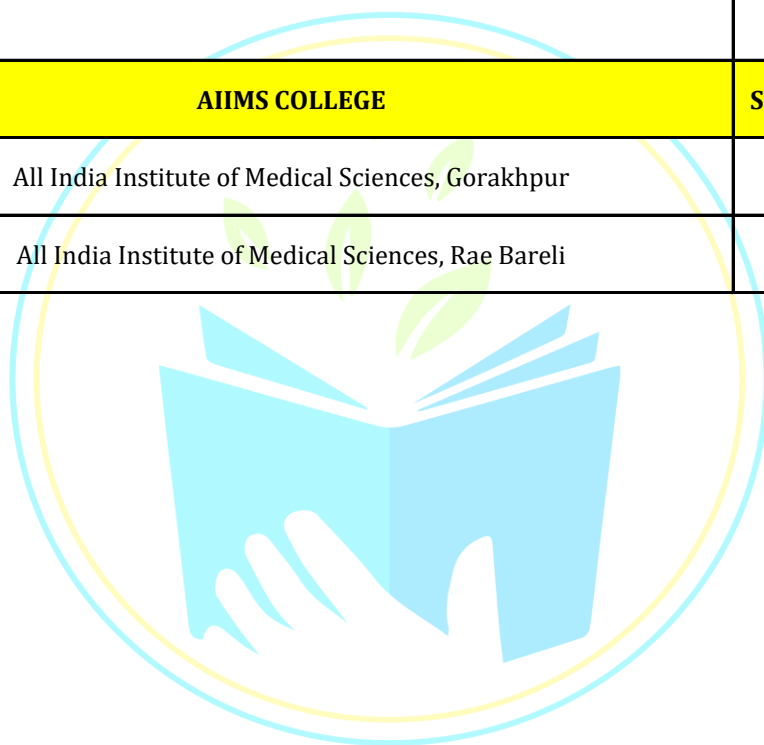 AIIMS COLLEGE
All India Institute of Medical Sciences, Gorakhpur
All India Institute of Medical Sciences, Rae Bareli